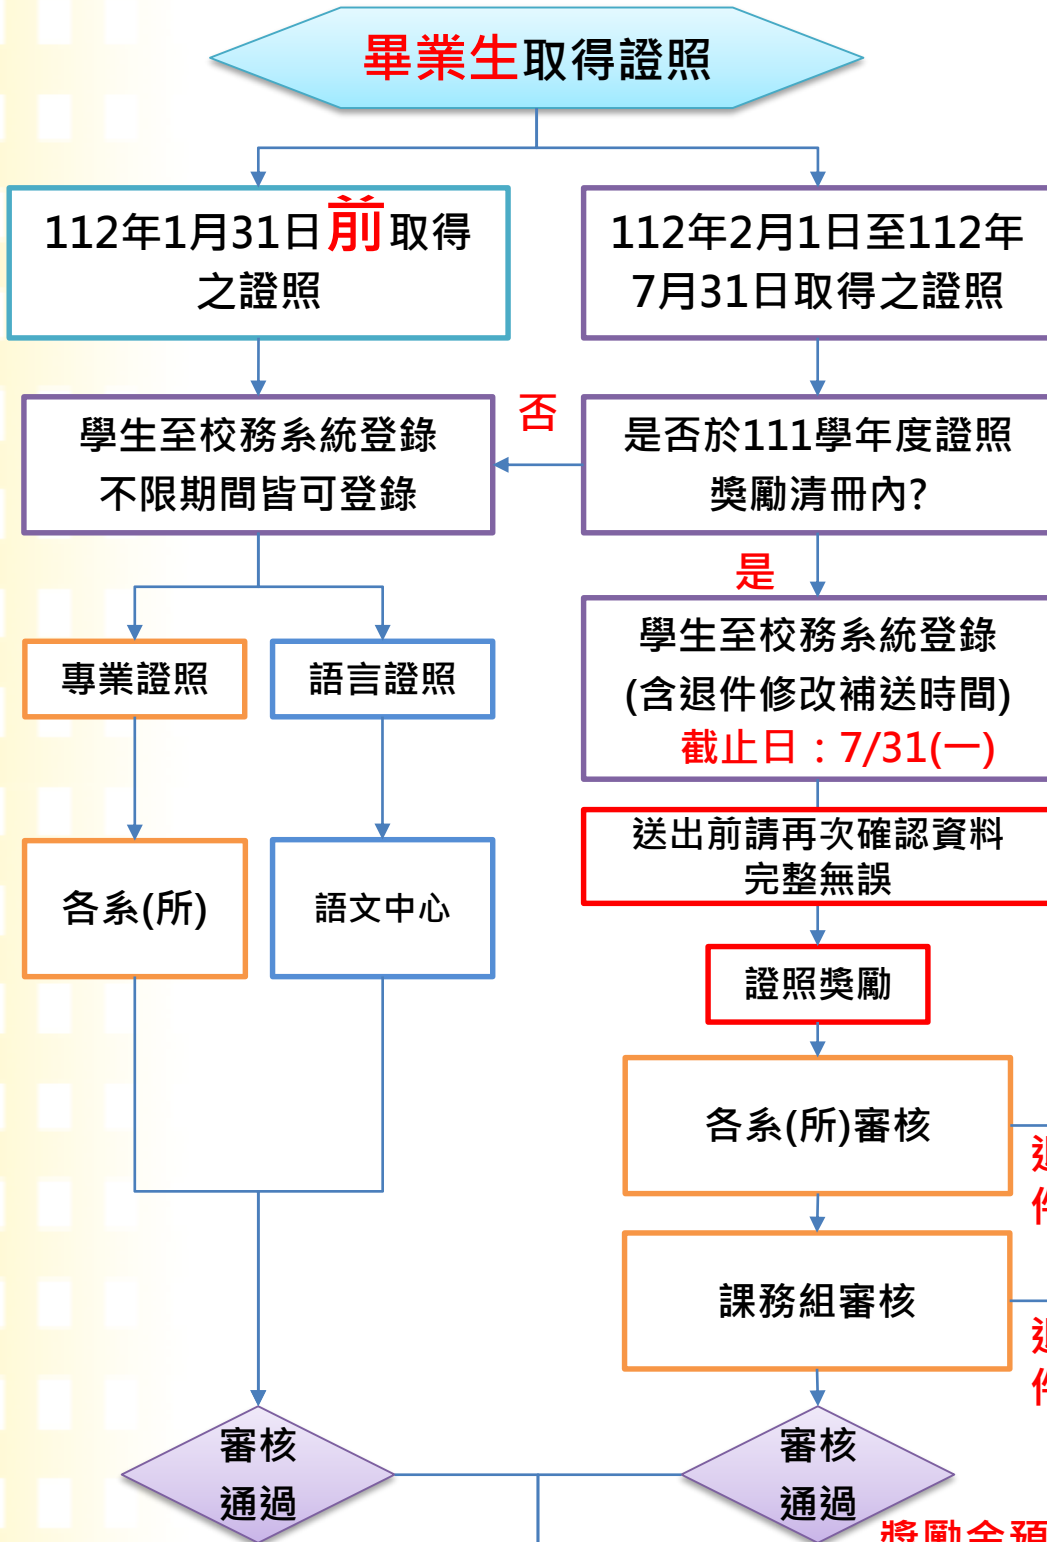 畢業生取得證照
112年1月31日前取得
之證照
112年2月1日至112年
7月31日取得之證照
學生至校務系統登錄
不限期間皆可登錄
否
是否於111學年度證照
獎勵清冊內?
是
學生至校務系統登錄
(含退件修改補送時間)
截止日：7/31(一)
專業證照
語言證照
送出前請再次確認資料
完整無誤
各系(所)
語文中心
證照獎勵
各系(所)審核
課務組審核
審核
通過
審核
通過
獎勵金預